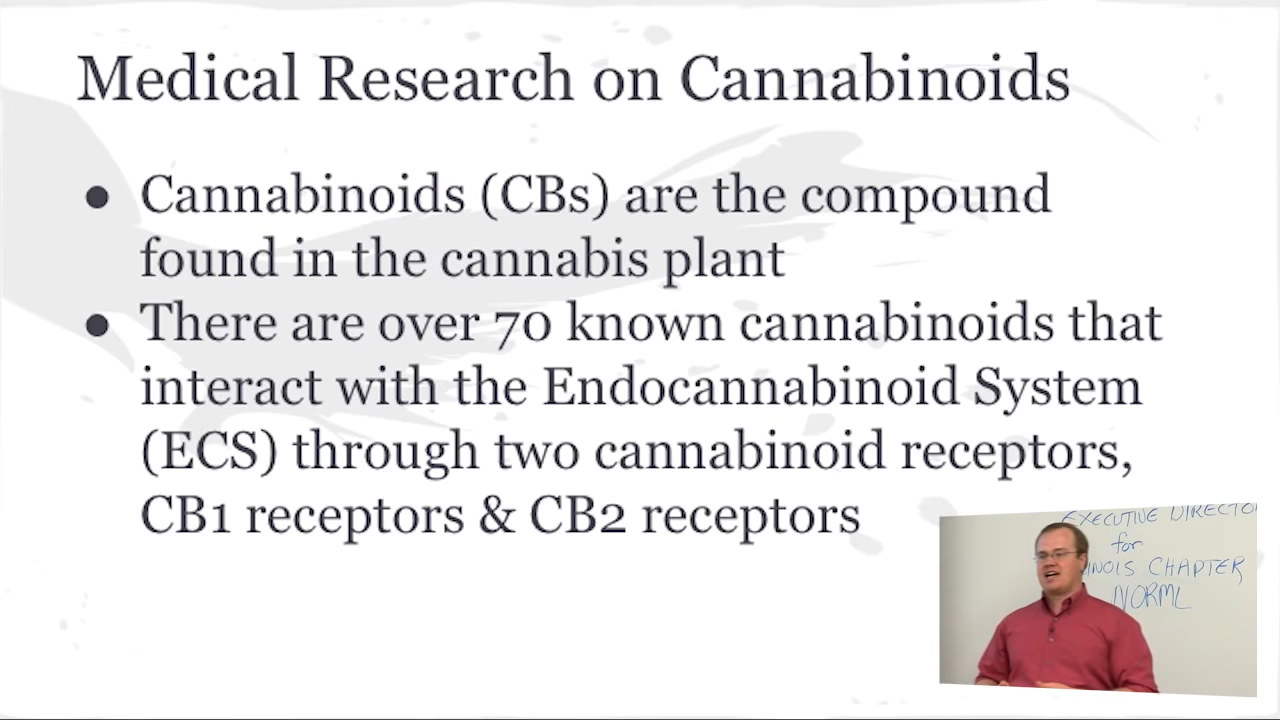 Medical Research on Cannabinoids
● Cannabinoids (CBs) are the compound
found in the cannabis plant
● There are over 70 known cannabinoids that
interact with the Endocannabinoid System
(ECS) through two cannabinoid receptors,
CB1 receptors & CB2 receptors
EXECUTIVE DIRECTO
for
INOIS CHAPTER
NORML